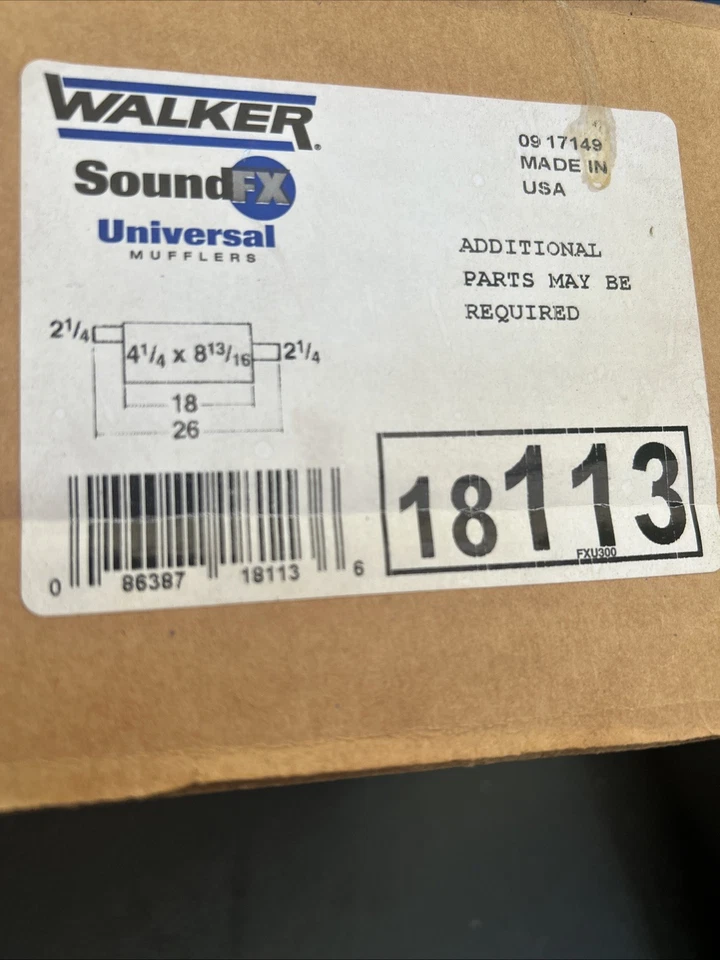 WALKER®
SoundFX
Universal
MUFFLERS
09 17149
MADE IN
USA
ADDITIONAL
PARTS MAY BE
REQUIRED
2 1/4
4 1/4 x 8 13/16
2 1/4
18
26
18113
FXU300
0 86387 18113 6